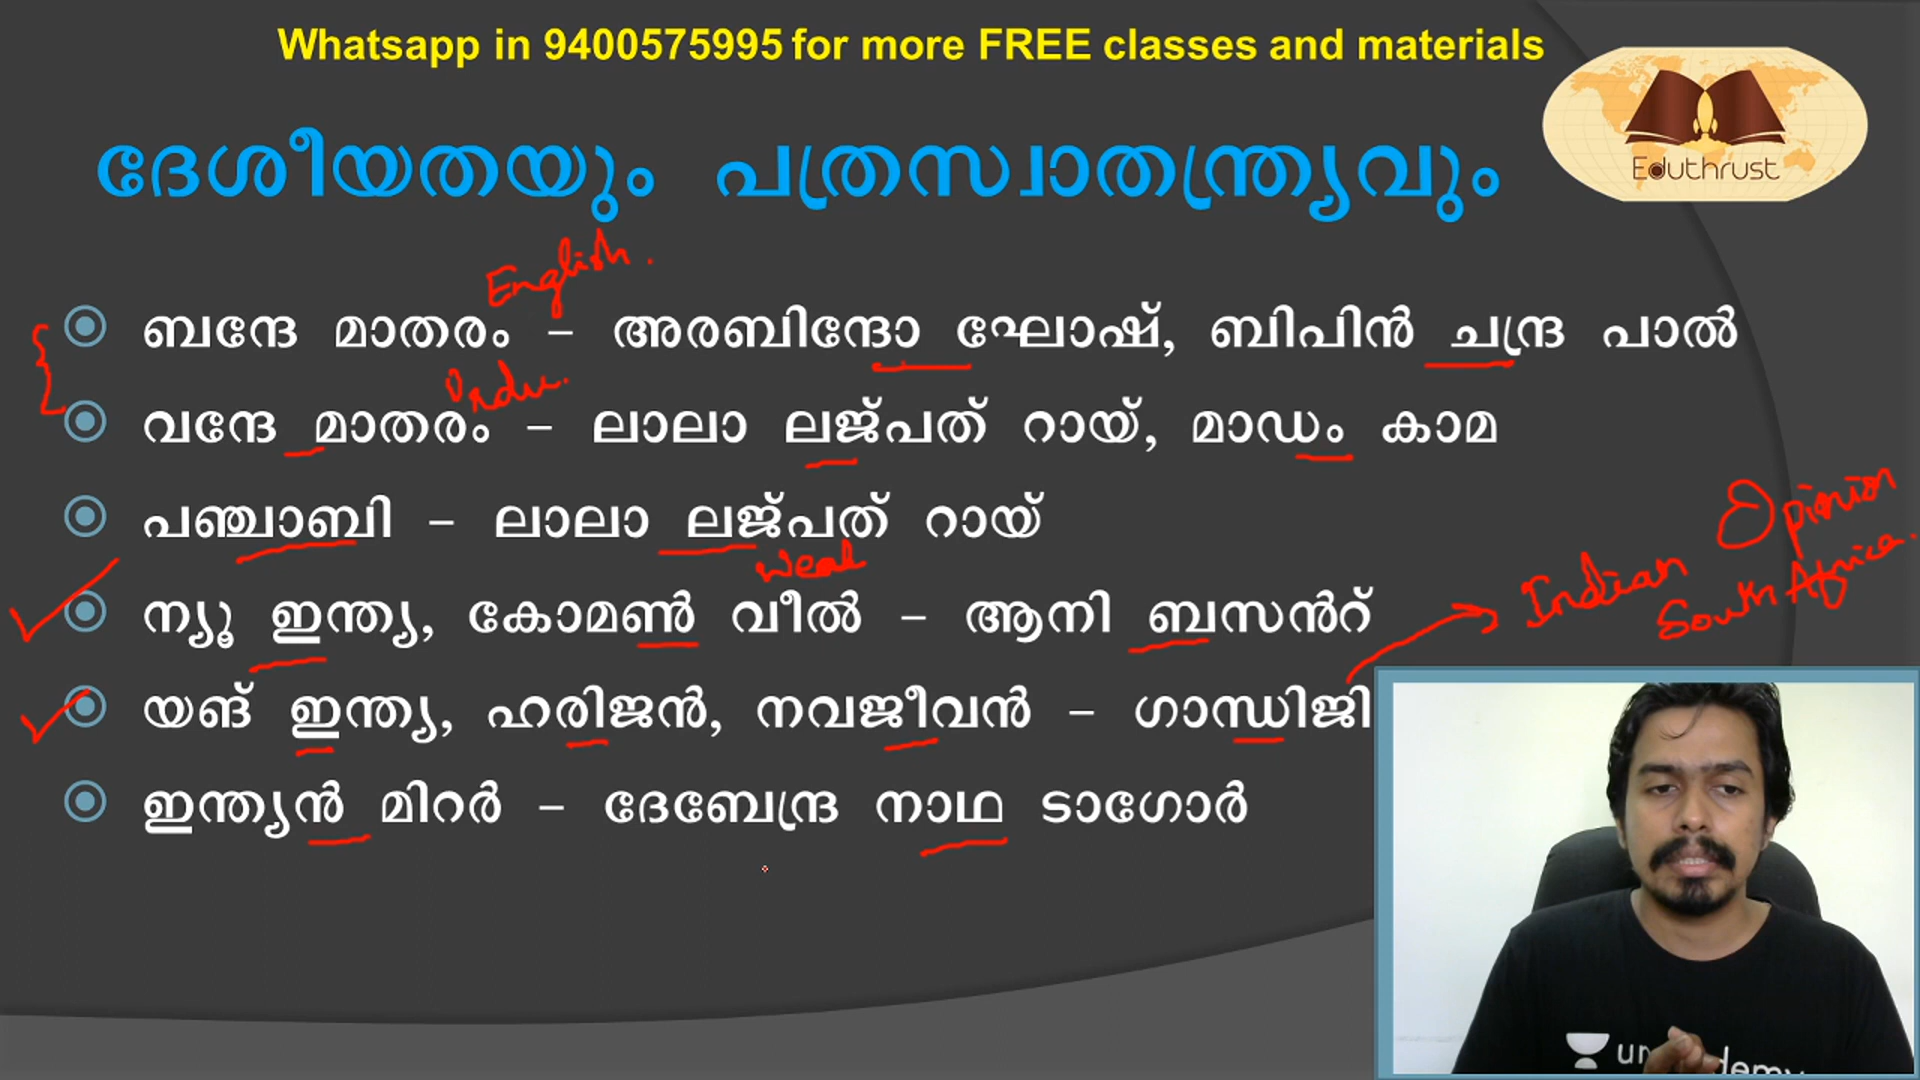 Whatsapp in 9400575995 for more FREE classes and materials
Eduthrust
ദേശീയതയും പത്രസ്വാതന്ത്ര്യവും
English.
ബന്ദേ മാതരം – അരബിന്ദോ ഘോഷ്, ബിപിൻ ചന്ദ്ര പാൽ
Urdu.
വന്ദേ മാതരം – ലാലാ ലജ്പത് റായ്, മാഡം കാമ
പഞ്ചാബി – ലാലാ ലജ്പത് റായ്
Weal
ന്യൂ ഇന്ത്യ, കോമൺ വീൽ – ആനി ബസൻറ്
Indian Opinion
South Africa.
യങ് ഇന്ത്യ, ഹരിജൻ, നവജീവൻ – ഗാന്ധിജി
ഇന്ത്യൻ മിറർ – ദേബേന്ദ്ര നാഥ ടാഗോർ